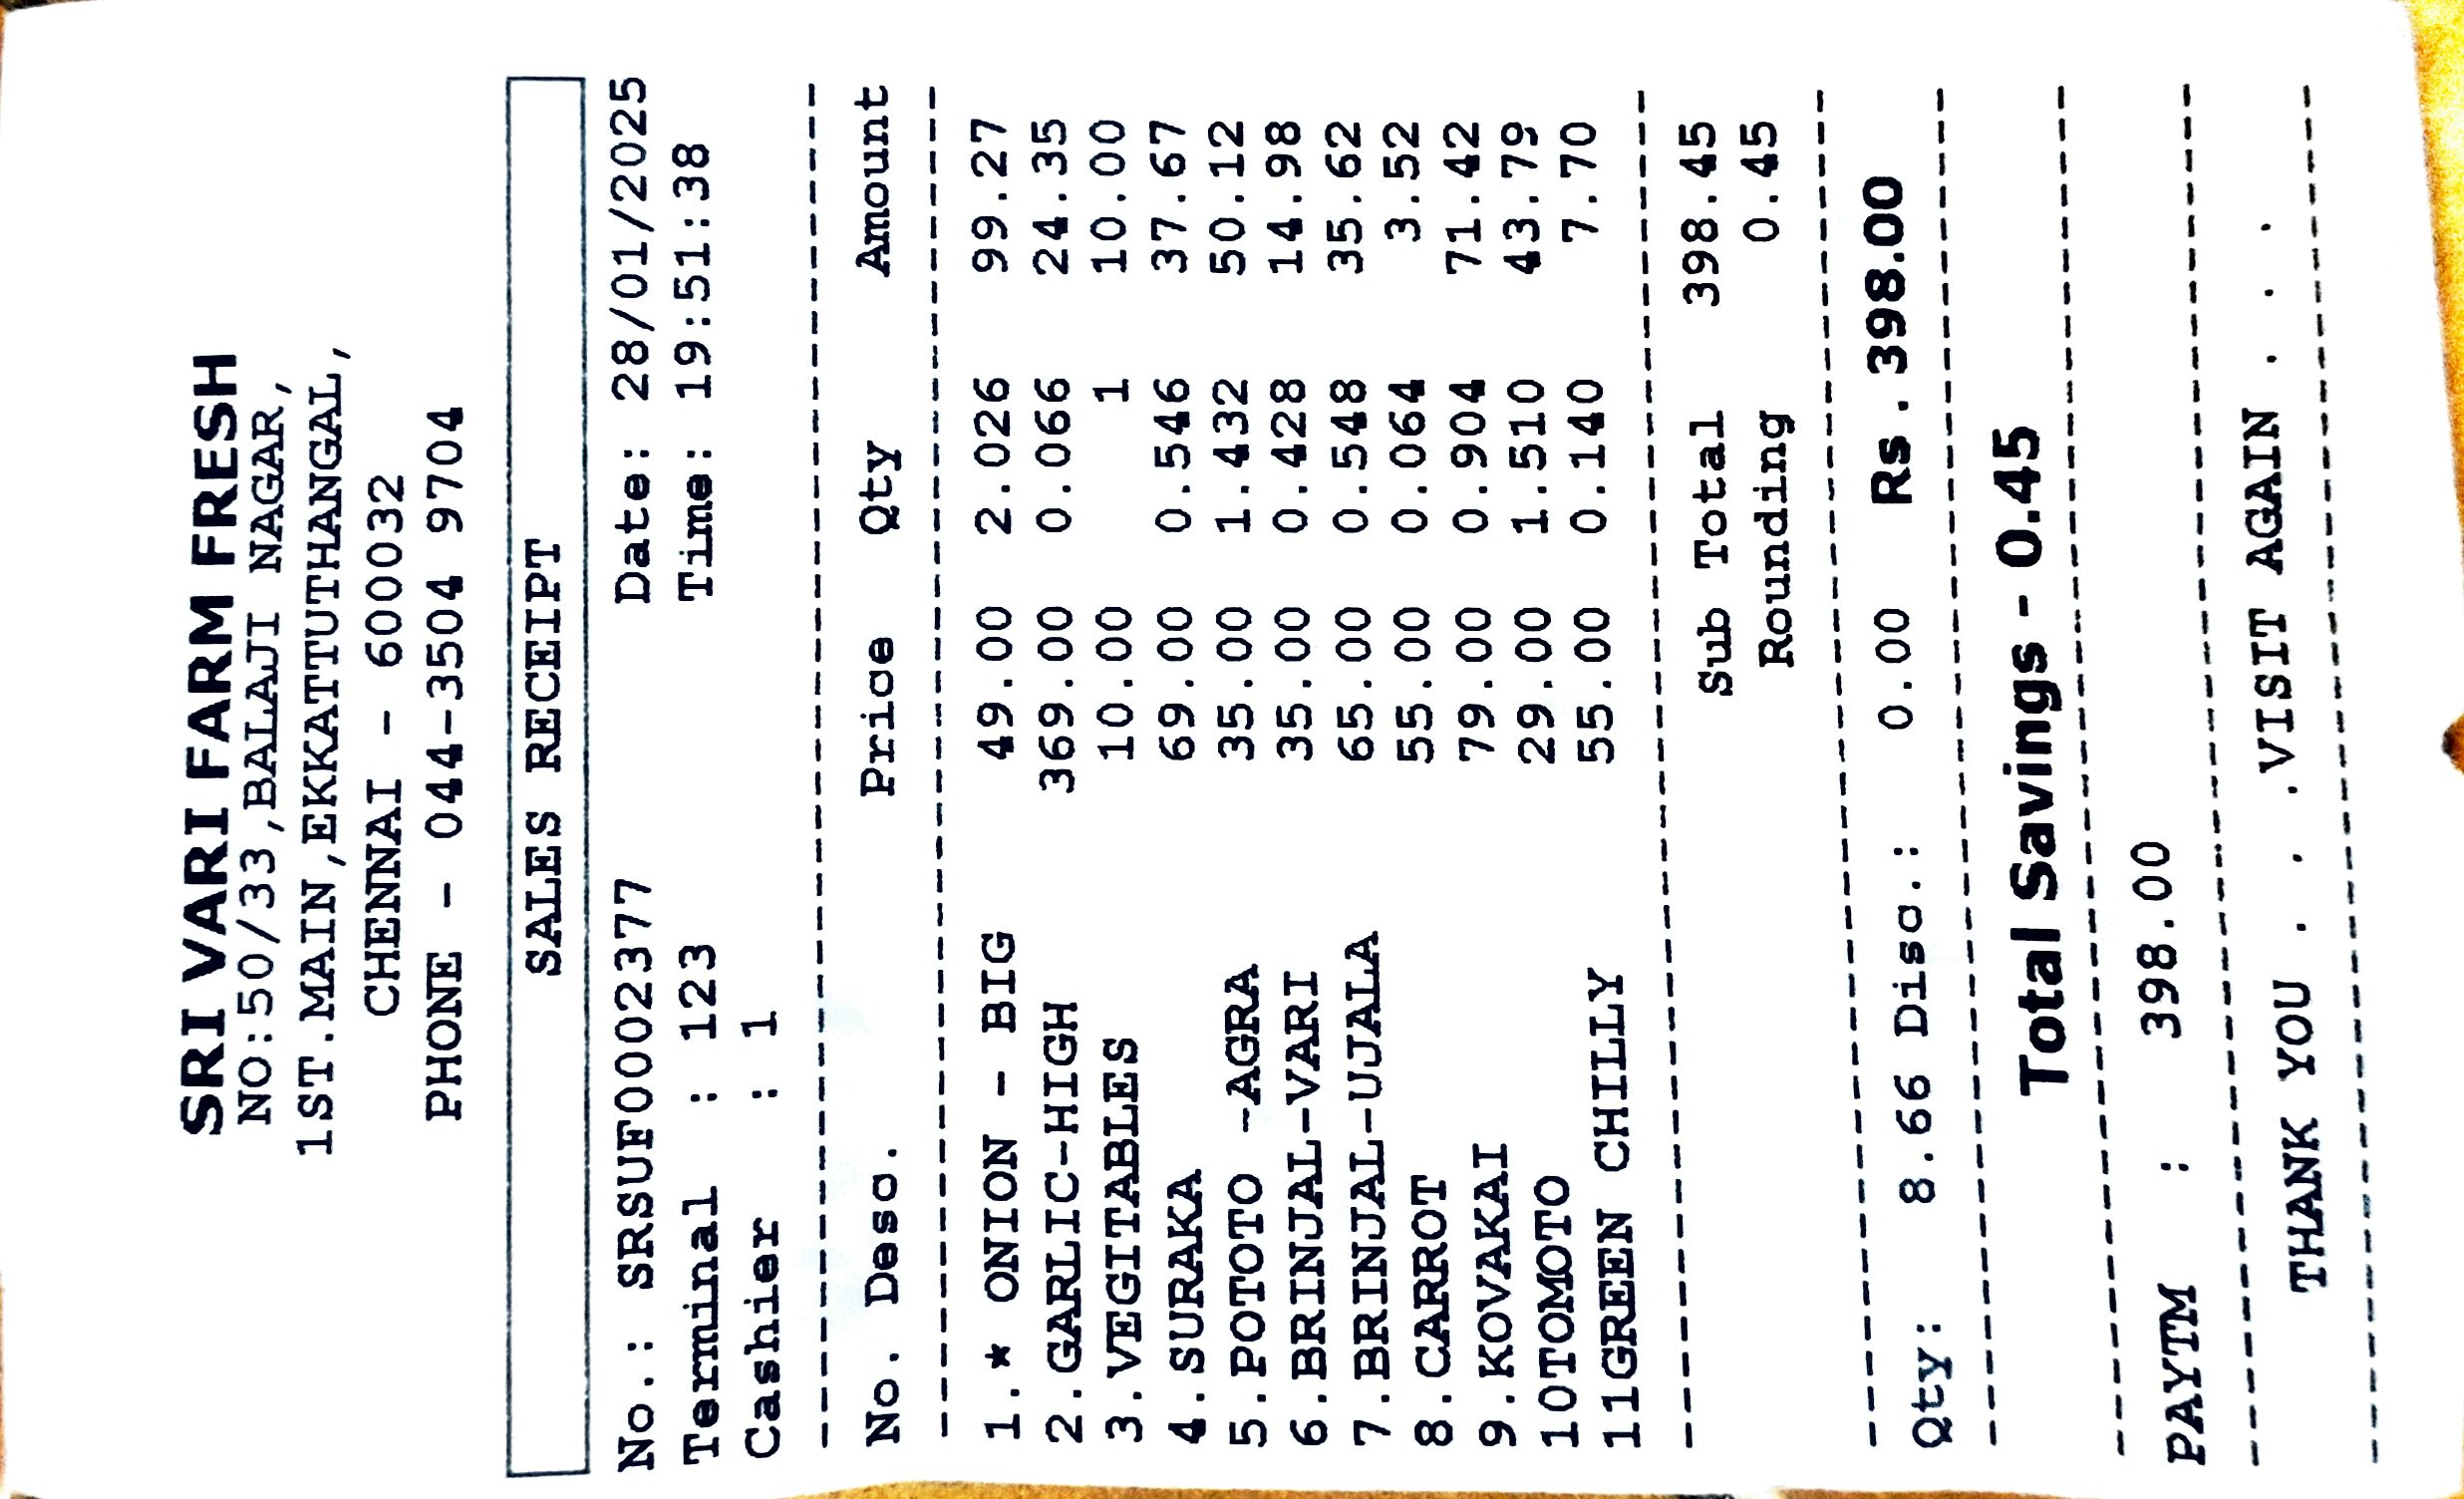 SRI VARI FARM FRESH
NO:50/33,BALAJI NAGAR,
1ST.MAIN,EKKATTUTHANGAL,
CHENNAI - 600032
PHONE - 044-3504 9704
SALES RECEIPT
No.: SRSUF0002377 Date: 28/01/2025
Terminal : 123 Time: 19:51:38
Cashier : 1
No. Desc. Price Qty Amount
1.* ONION - BIG 49.00 2.026 99.27
2.GARLIC-HIGH 369.00 0.066 24.35
3.VEGITABLES 10.00 1 10.00
4.SURAKA 69.00 0.546 37.67
5.POTOTO -AGRA 35.00 1.432 50.12
6.BRINJAL-VARI 35.00 0.428 14.98
7.BRINJAL-UJALA 65.00 0.548 35.62
8.CARROT 55.00 0.064 3.52
9.KOVAKAI 79.00 0.904 71.42
10TOMOTO 29.00 1.510 43.79
11GREEN CHILLY 55.00 0.140 7.70
Sub Total 398.45
Rounding 0.45
Qty: 8.66 Disc.: 0.00 Rs . 398.00
Total Savings - 0.45
PAYTM : 398.00
THANK YOU . . .VISIT AGAIN . . .